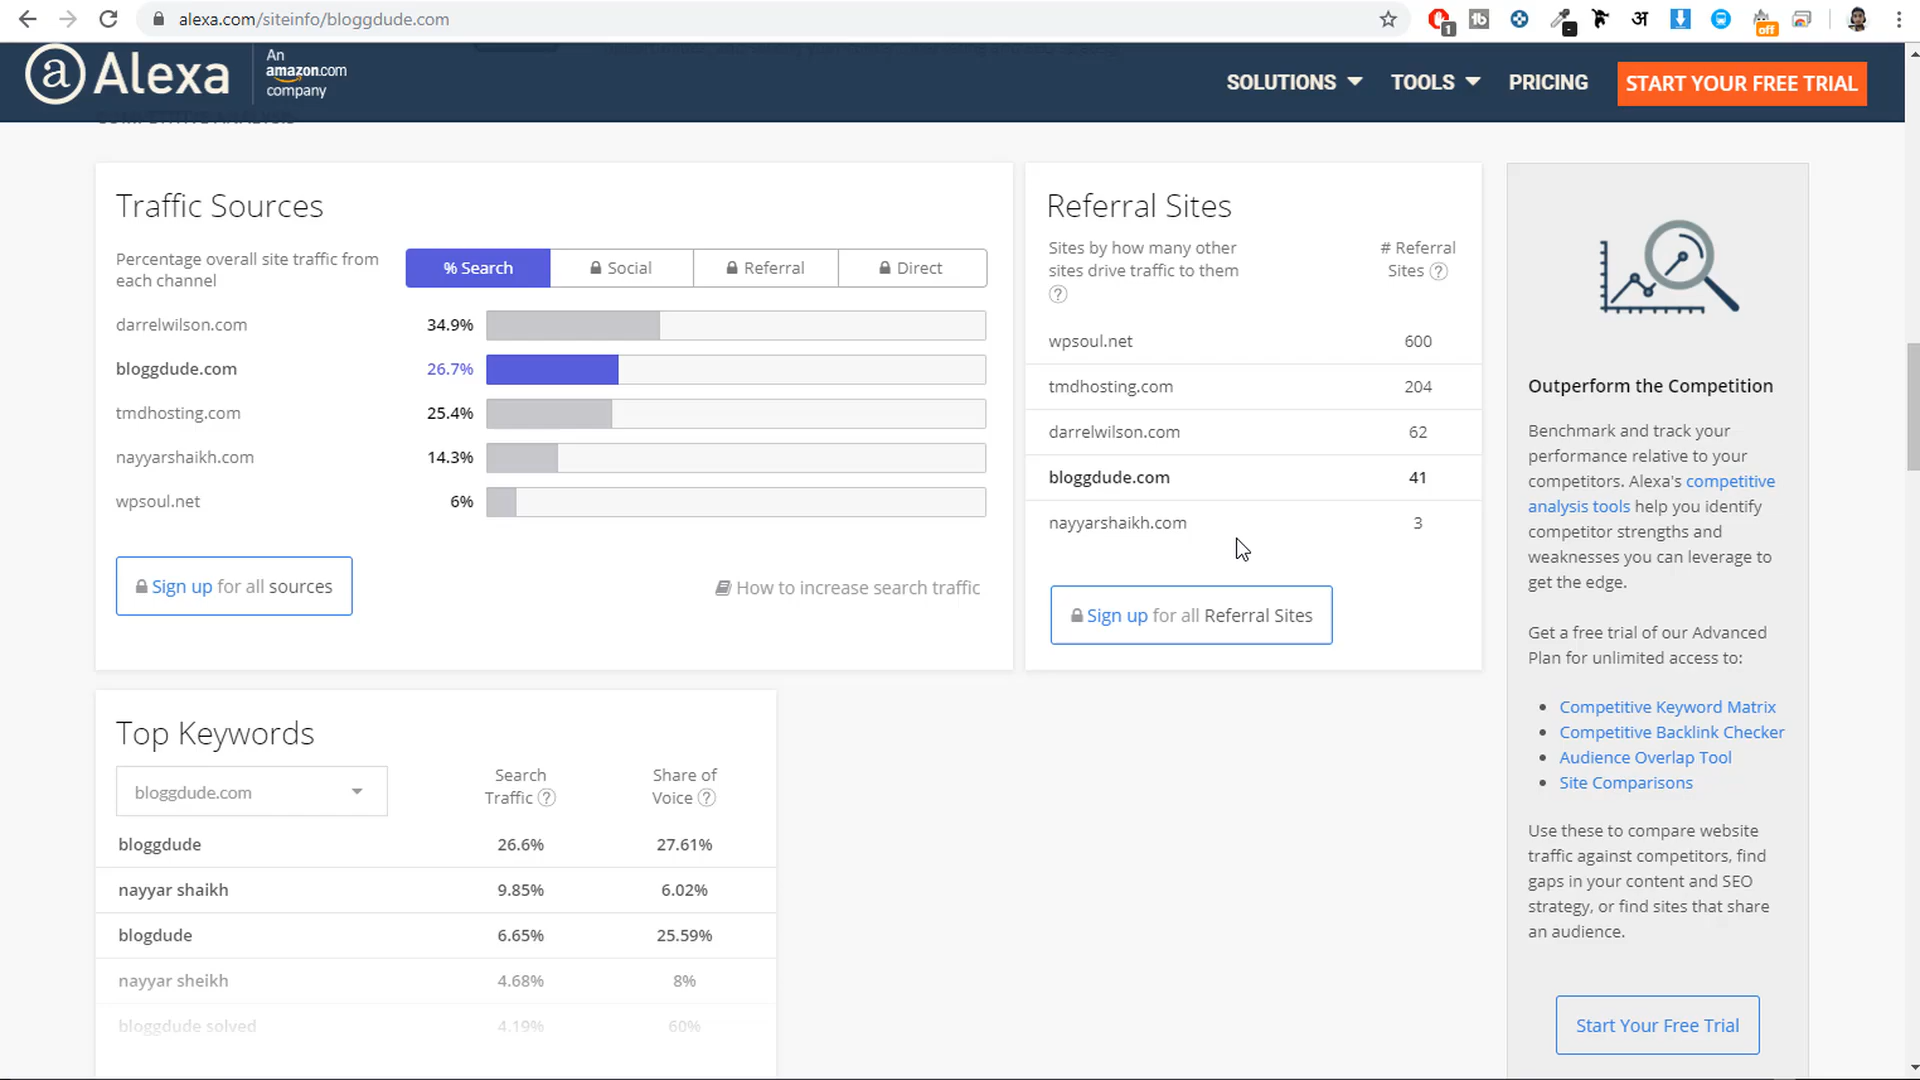 alexa.com/siteinfo/bloggdude.com
1
अ
off
Alexa
An
amazon.com
company
SOLUTIONS
TOOLS
PRICING
START YOUR FREE TRIAL
Traffic Sources
Percentage overall site traffic from
each channel
% Search
Social
Referral
Direct
darrelwilson.com 34.9%
bloggdude.com 26.7%
tmdhosting.com 25.4%
nayyarshaikh.com 14.3%
wpsoul.net 6%
Sign up for all sources
How to increase search traffic
Referral Sites
Sites by how many other
sites drive traffic to them
?
# Referral
Sites ?
wpsoul.net 600
tmdhosting.com 204
darrelwilson.com 62
bloggdude.com 41
nayyarshaikh.com 3
Sign up for all Referral Sites
Top Keywords
bloggdude.com
Search
Traffic ?
Share of
Voice ?
bloggdude 26.6% 27.61%
nayyar shaikh 9.85% 6.02%
blogdude 6.65% 25.59%
nayyar sheikh 4.68% 8%
bloggdude solved 4.19% 60%
Outperform the Competition
Benchmark and track your
performance relative to your
competitors. Alexa's competitive
analysis tools help you identify
competitor strengths and
weaknesses you can leverage to
get the edge.
Get a free trial of our Advanced
Plan for unlimited access to:
Competitive Keyword Matrix
Competitive Backlink Checker
Audience Overlap Tool
Site Comparisons
Use these to compare website
traffic against competitors, find
gaps in your content and SEO
strategy, or find sites that share
an audience.
Start Your Free Trial